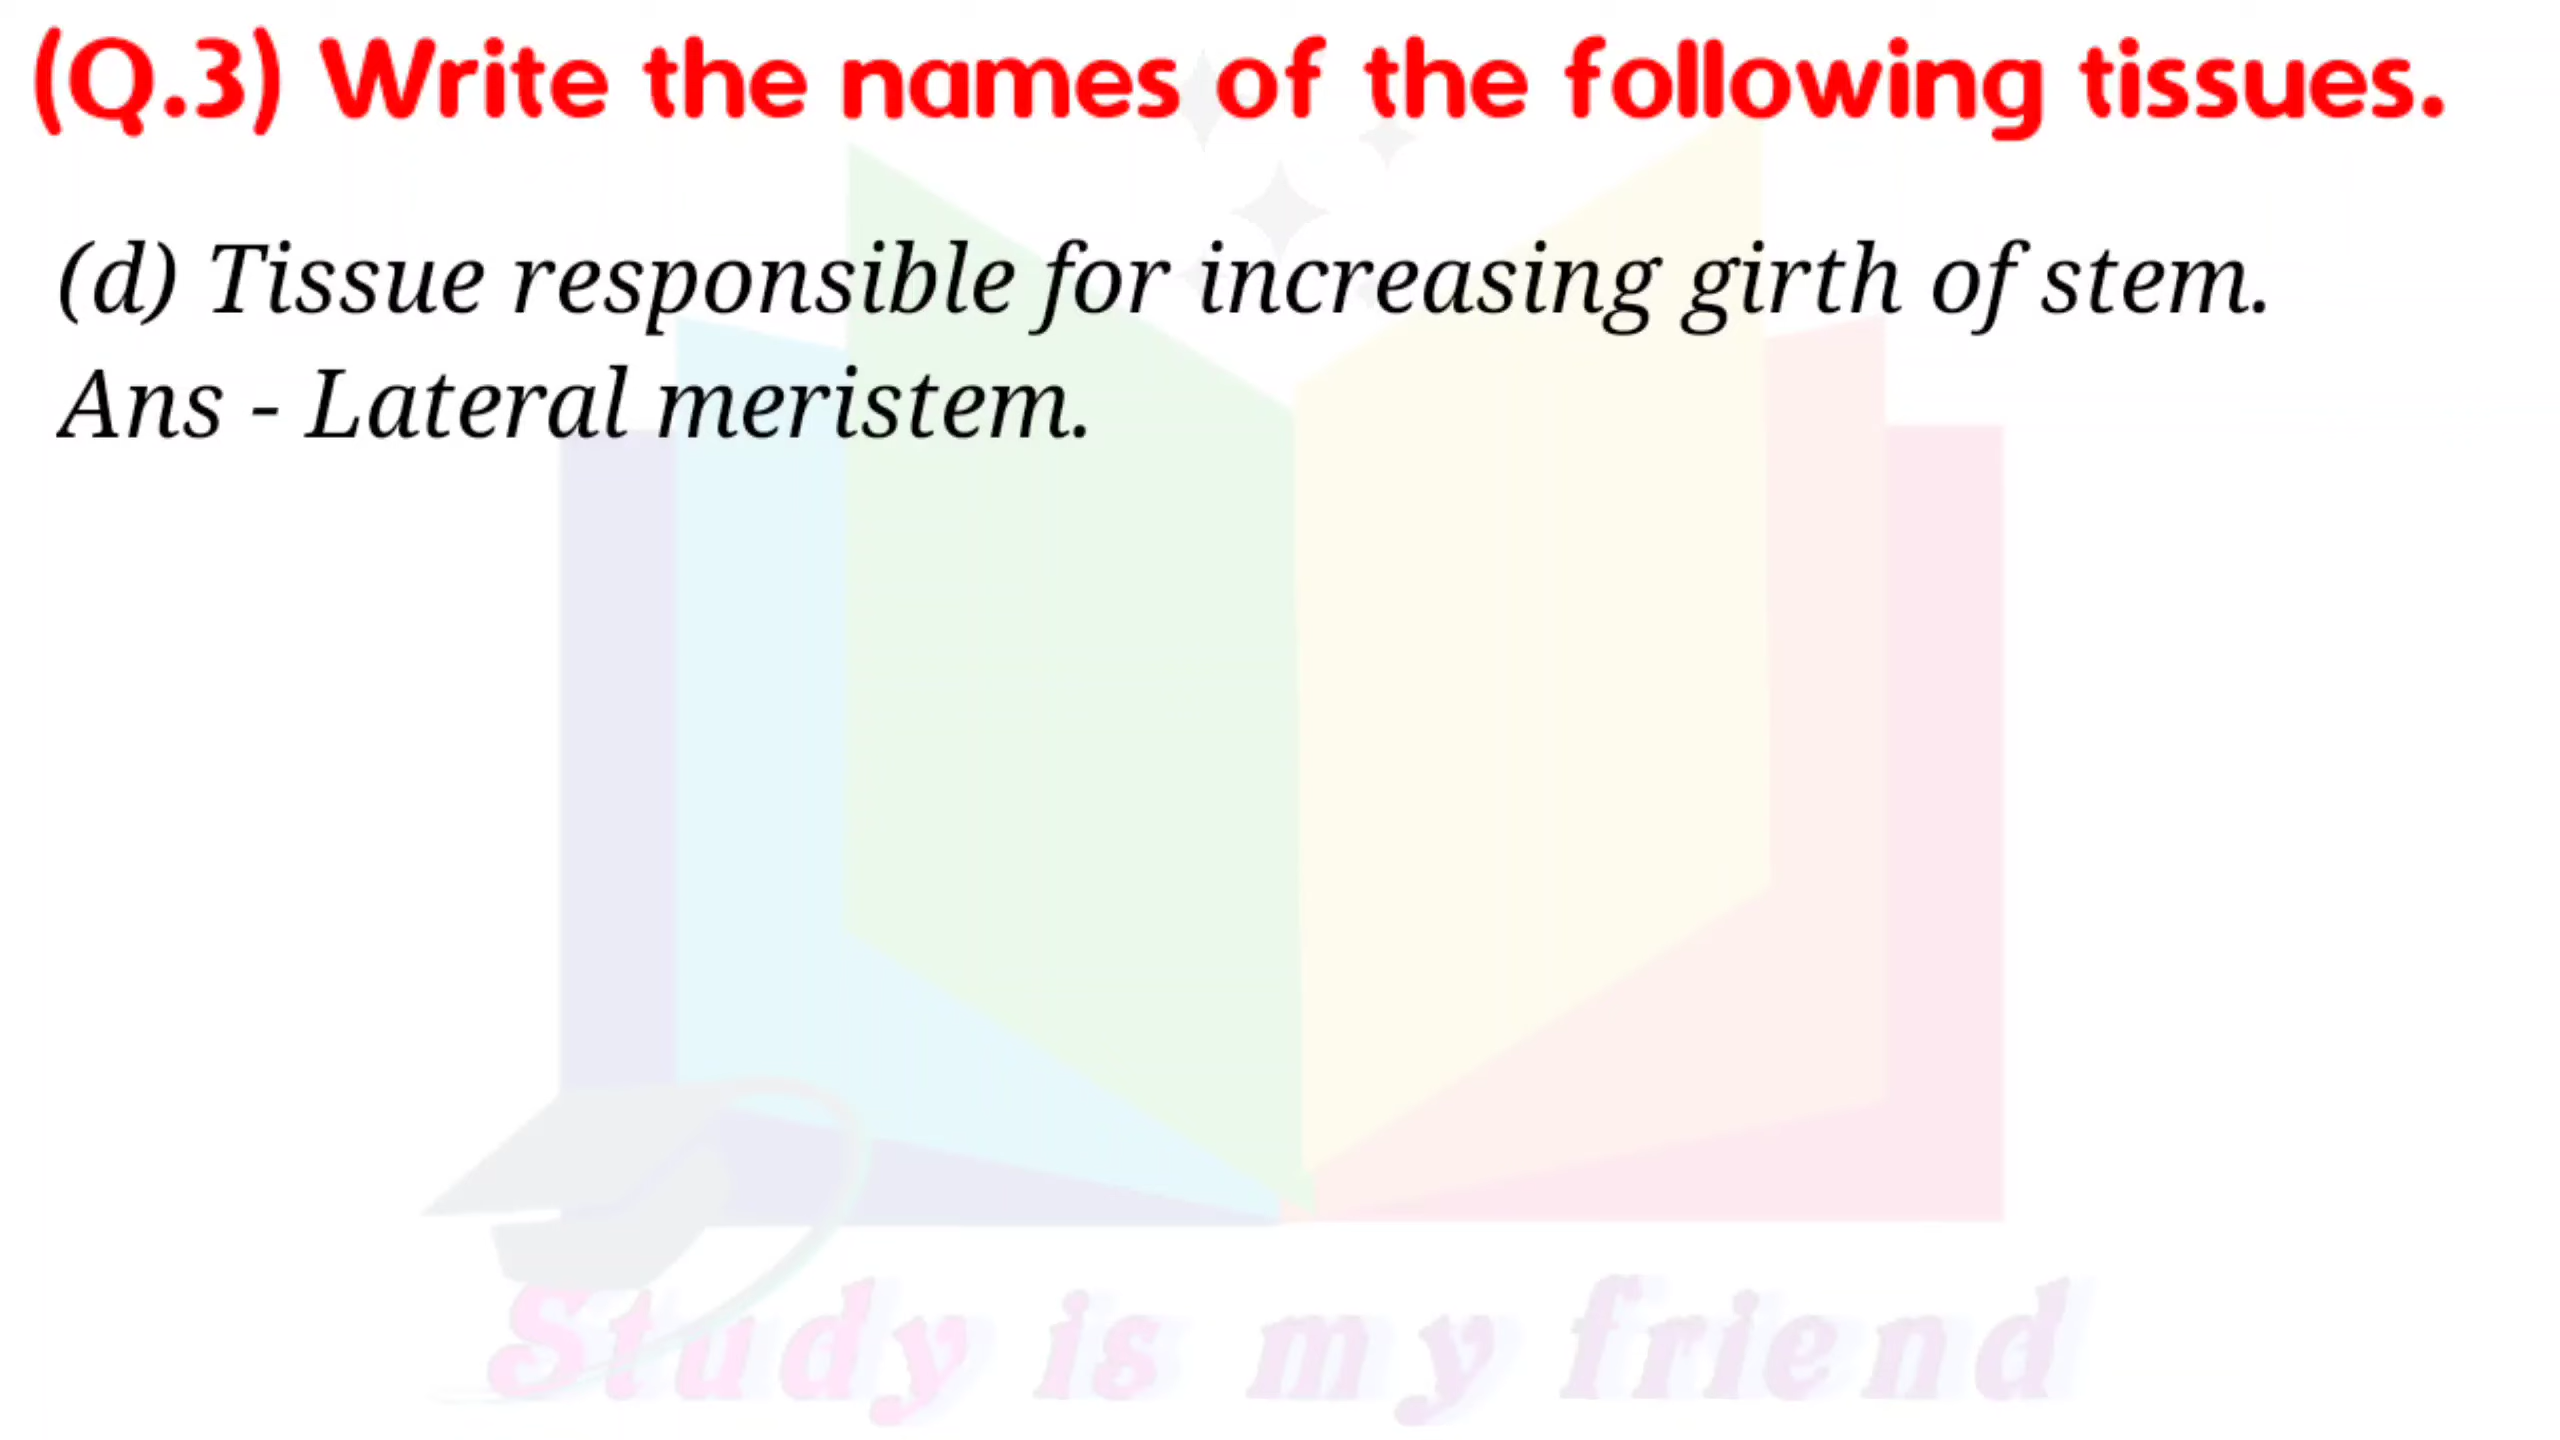 (Q.3) Write the names of the following tissues.
(d) Tissue responsible for increasing girth of stem.
Ans - Lateral meristem.
Study is my friend